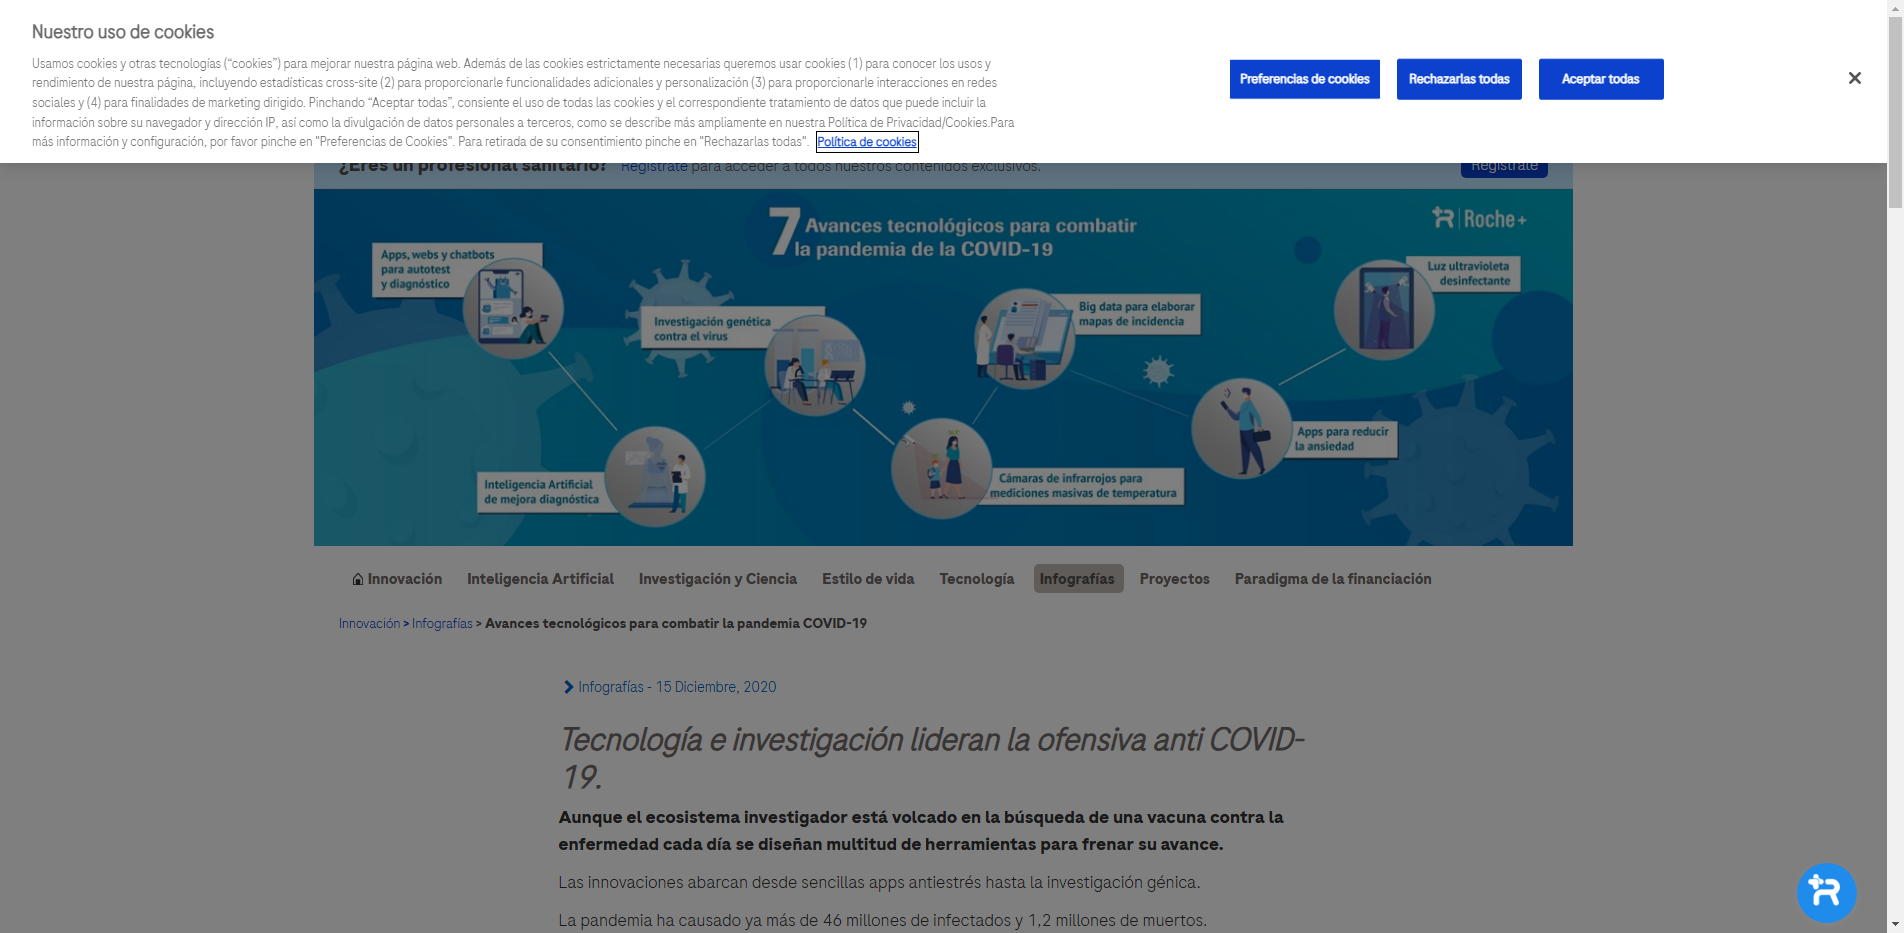 Nuestro uso de cookies
Usamos cookies y otras tecnologías (“cookies”) para mejorar nuestra página web. Además de las cookies estrictamente necesarias queremos usar cookies (1) para conocer los usos y
rendimiento de nuestra página, incluyendo estadísticas cross-site (2) para proporcionarle funcionalidades adicionales y personalización (3) para proporcionarle interacciones en redes
sociales y (4) para finalidades de marketing dirigido. Pinchando “Aceptar todas”, consiente el uso de todas las cookies y el correspondiente tratamiento de datos que puede incluir la
información sobre su navegador y dirección IP, así como la divulgación de datos personales a terceros, como se describe más ampliamente en nuestra Política de Privacidad/Cookies.Para
más información y configuración, por favor pinche en "Preferencias de Cookies". Para retirada de su consentimiento pinche en "Rechazarlas todas". Política de cookies
Preferencias de cookies
Rechazarlas todas
Aceptar todas
¿Eres un profesional sanitario? Regístrate para acceder a todos nuestros contenidos exclusivos.
Regístrate
7 Avances tecnológicos para combatir
la pandemia de la COVID-19
Roche+
Apps, webs y chatbots
para autotest
y diagnóstico
Investigación genética
contra el virus
Big data para elaborar
mapas de incidencia
Luz ultravioleta
desinfectante
Inteligencia Artificial
de mejora diagnóstica
Cámaras de infrarrojos para
mediciones masivas de temperatura
Apps para reducir
la ansiedad
Innovación
Inteligencia Artificial
Investigación y Ciencia
Estilo de vida
Tecnología
Infografías
Proyectos
Paradigma de la financiación
Innovación > Infografías > Avances tecnológicos para combatir la pandemia COVID-19
Infografías - 15 Diciembre, 2020
Tecnología e investigación lideran la ofensiva anti COVID-
19.
Aunque el ecosistema investigador está volcado en la búsqueda de una vacuna contra la
enfermedad cada día se diseñan multitud de herramientas para frenar su avance.
Las innovaciones abarcan desde sencillas apps antiestrés hasta la investigación génica.
La pandemia ha causado ya más de 46 millones de infectados y 1,2 millones de muertos.